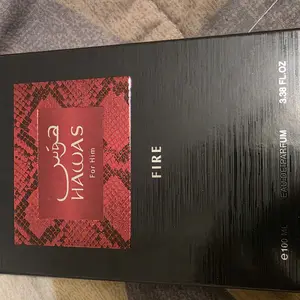 هوس
HAWAS
For Him
FIRE
EAU DE PARFUM
e100 ML 3.38 FL.OZ